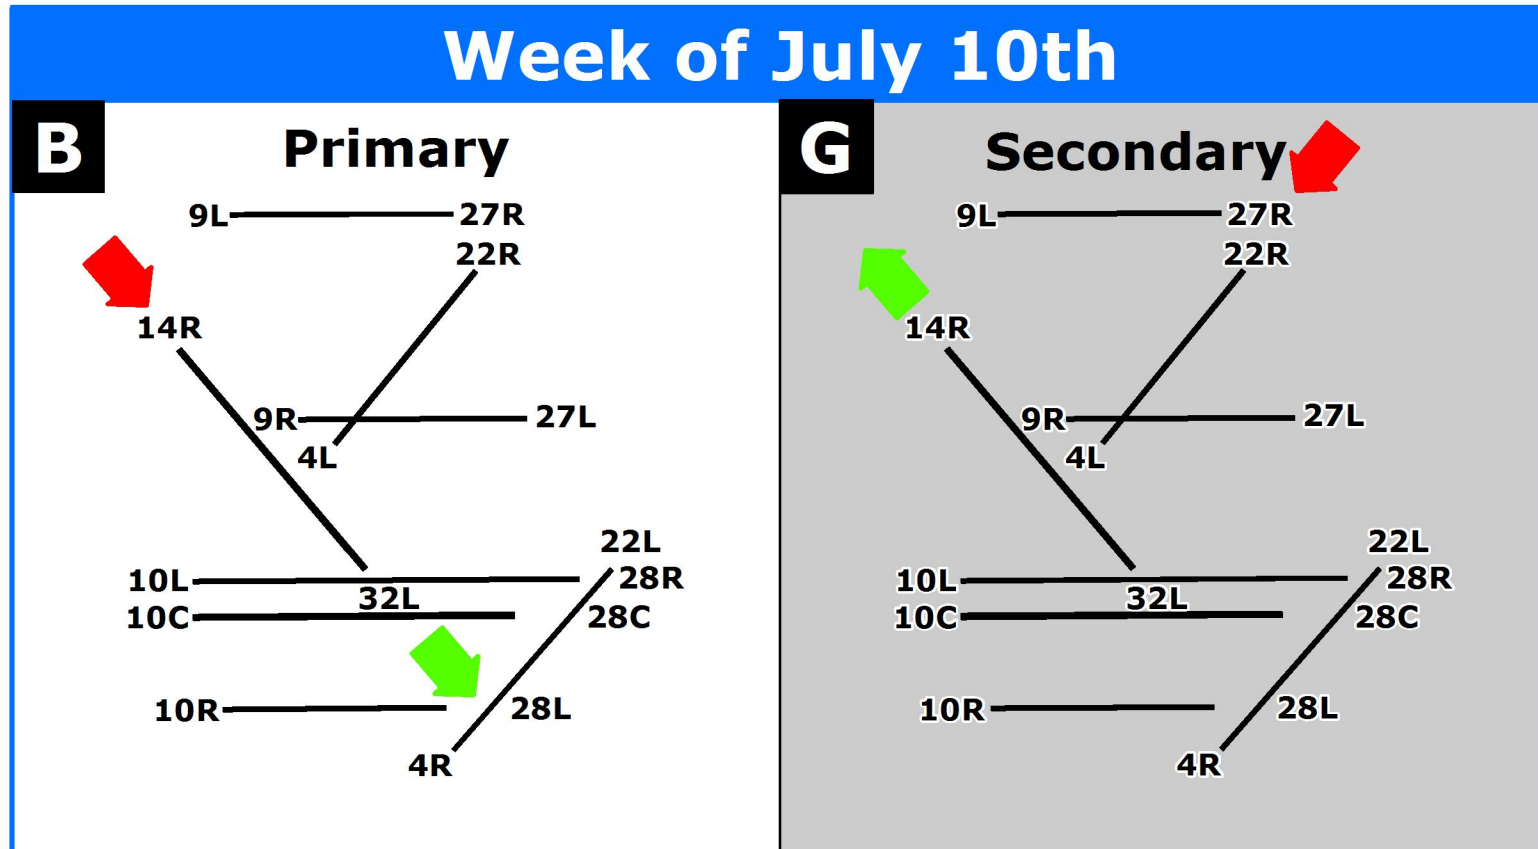 Week of July 10th
B
Primary
9L 27R
22R
14R
9R 27L
4L
22L
10L 28R
32L
10C 28C
10R 28L
4R
G
Secondary
9L 27R
22R
14R
9R 27L
4L
22L
10L 28R
32L
10C 28C
10R 28L
4R